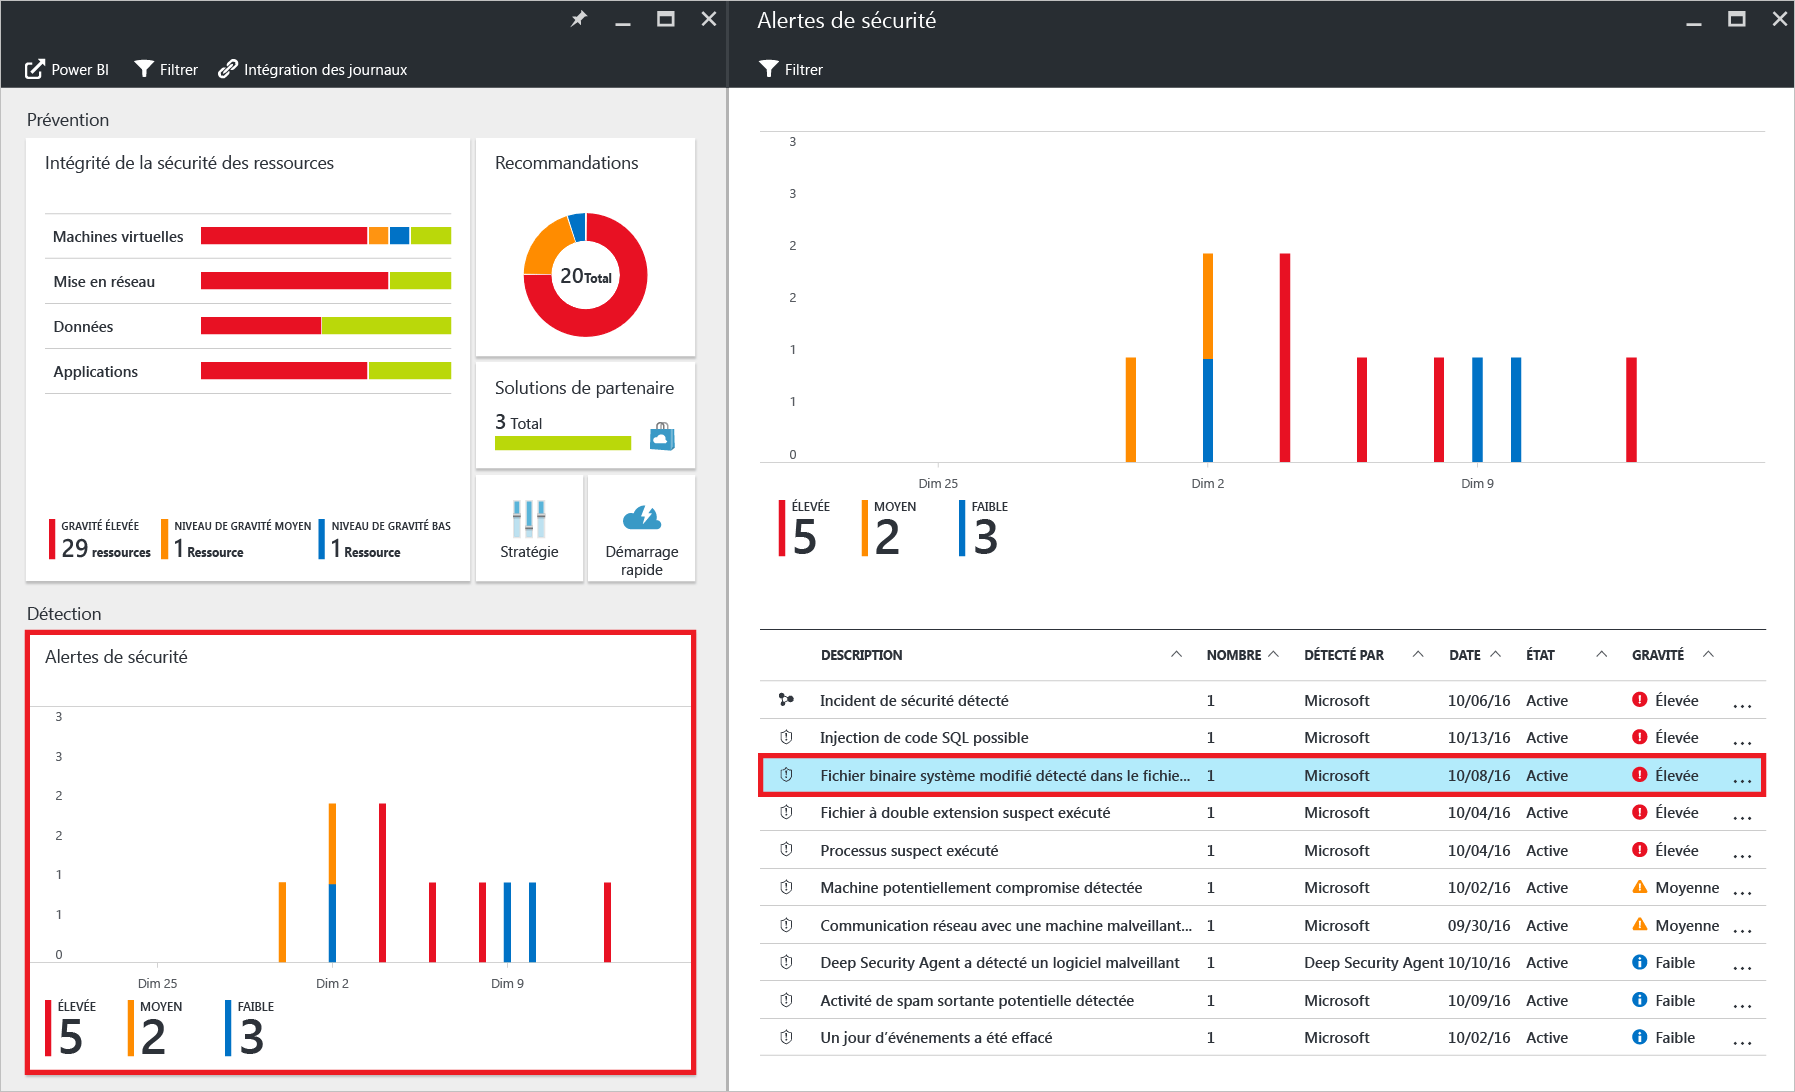 Power BI
Filtrer
Intégration des journaux
Prévention
Intégrité de la sécurité des ressources
Machines virtuelles
Mise en réseau
Données
Applications
GRAVITÉ ÉLEVÉE
29 ressources
NIVEAU DE GRAVITÉ MOYEN
1 Ressource
NIVEAU DE GRAVITÉ BAS
1 Ressource
Recommandations
20 Total
Solutions de partenaire
3 Total
Stratégie
Démarrage
rapide
Détection
Alertes de sécurité
3
3
2
2
1
1
0
Dim 25
Dim 2
Dim 9
ÉLEVÉE
5
MOYEN
2
FAIBLE
3
Alertes de sécurité
Filtrer
3
3
2
2
1
1
0
Dim 25
Dim 2
Dim 9
ÉLEVÉE
5
MOYEN
2
FAIBLE
3
DESCRIPTION NOMBRE DÉTECTÉ PAR DATE ÉTAT GRAVITÉ
Incident de sécurité détecté 1 Microsoft 10/06/16 Active Élevée ...
Injection de code SQL possible 1 Microsoft 10/13/16 Active Élevée ...
Fichier binaire système modifié détecté dans le fichie... 1 Microsoft 10/08/16 Active Élevée ...
Fichier à double extension suspect exécuté 1 Microsoft 10/04/16 Active Élevée ...
Processus suspect exécuté 1 Microsoft 10/04/16 Active Élevée ...
Machine potentiellement compromise détectée 1 Microsoft 10/02/16 Active Moyenne ...
Communication réseau avec une machine malveillant... 1 Microsoft 09/30/16 Active Moyenne ...
Deep Security Agent a détecté un logiciel malveillant 1 Deep Security Agent 10/10/16 Active Faible ...
Activité de spam sortante potentielle détectée 1 Microsoft 10/09/16 Active Faible ...
Un jour d’événements a été effacé 1 Microsoft 10/02/16 Active Faible ...